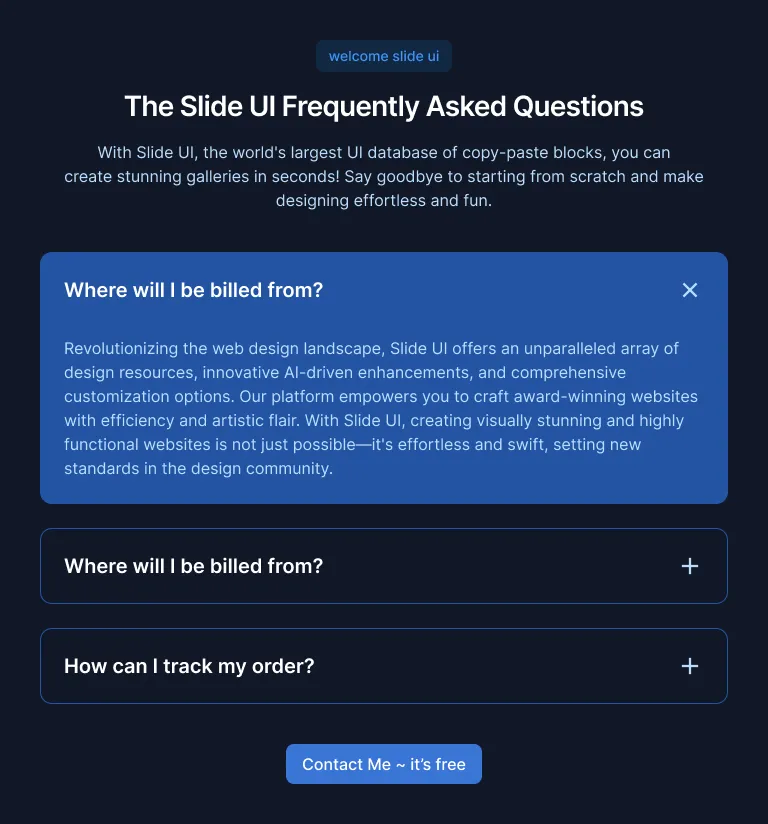 welcome slide ui
The Slide UI Frequently Asked Questions
With Slide UI, the world's largest UI database of copy-paste blocks, you can
create stunning galleries in seconds! Say goodbye to starting from scratch and make
designing effortless and fun.
Where will I be billed from?
Revolutionizing the web design landscape, Slide UI offers an unparalleled array of
design resources, innovative AI-driven enhancements, and comprehensive
customization options. Our platform empowers you to craft award-winning websites
with efficiency and artistic flair. With Slide UI, creating visually stunning and highly
functional websites is not just possible—it's effortless and swift, setting new
standards in the design community.
Where will I be billed from?
How can I track my order?
Contact Me ~ it’s free